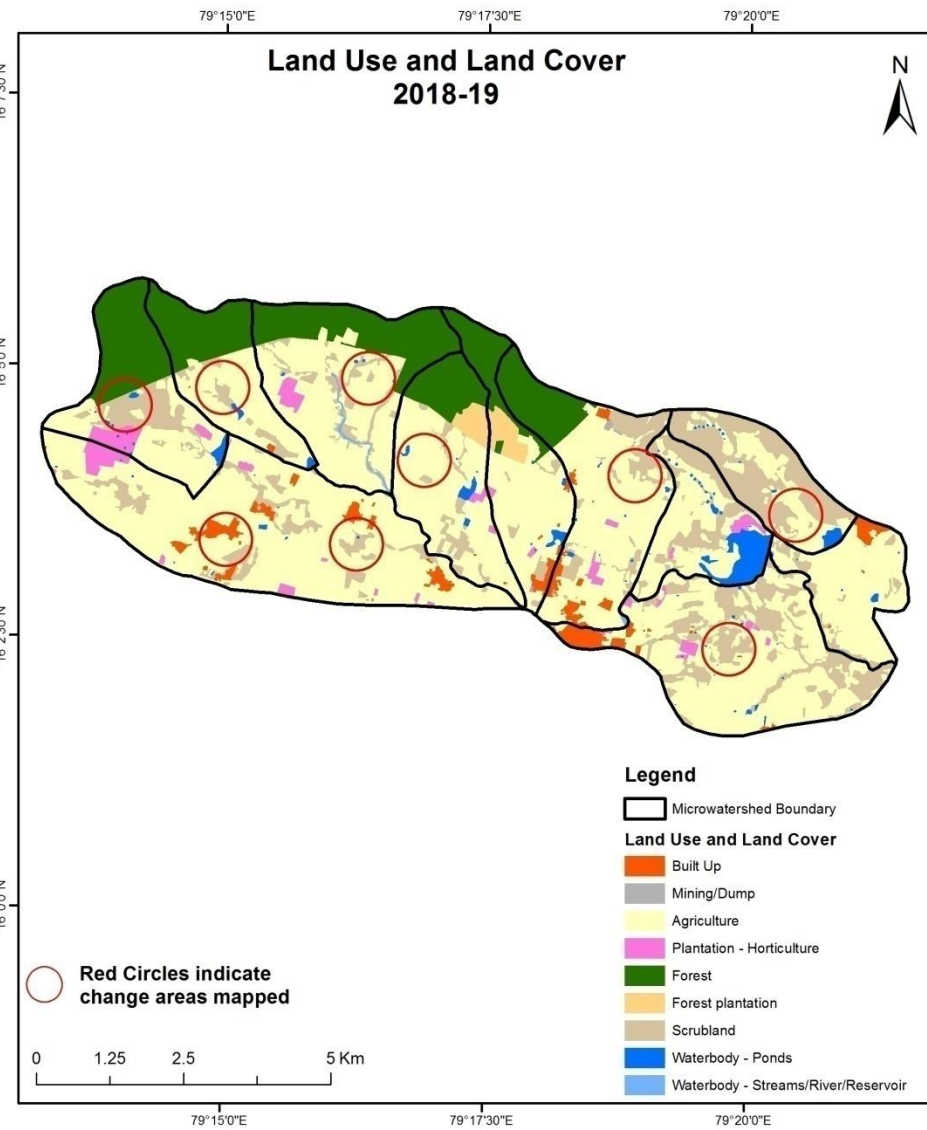 79°15'0"E 79°17'30"E 79°20'0"E
Land Use and Land Cover
2018-19
N
Legend
Microwatershed Boundary
Land Use and Land Cover
Built Up
Mining/Dump
Agriculture
Plantation - Horticulture
Forest
Forest plantation
Scrubland
Waterbody - Ponds
Waterbody - Streams/River/Reservoir
Red Circles indicate
change areas mapped
0 1.25 2.5 5 Km
79°15'0"E 79°17'30"E 79°20'0"E